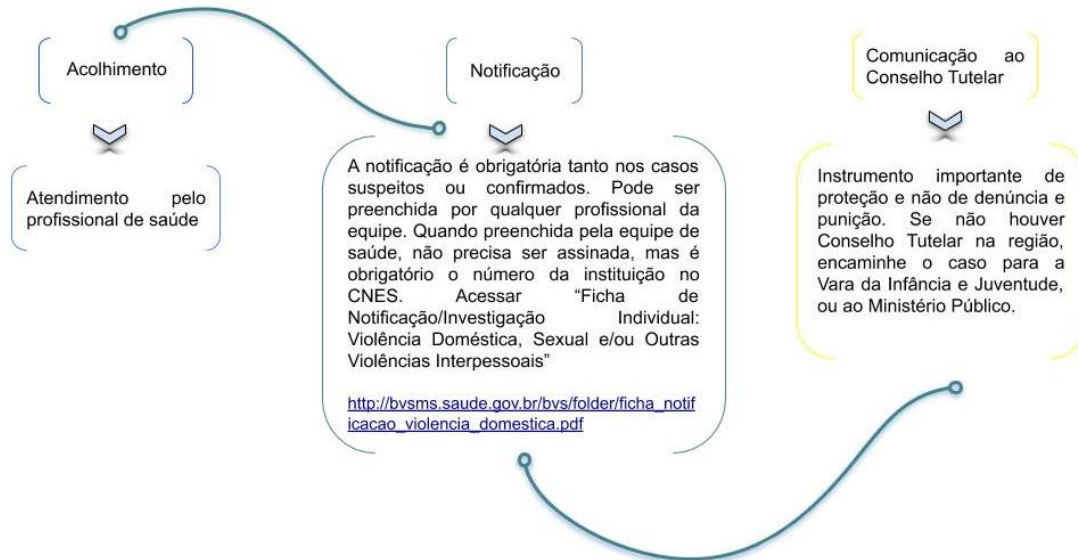 Acolhimento
Atendimento pelo
profissional de saúde
Notificação
A notificação é obrigatória tanto nos casos
suspeitos ou confirmados. Pode ser
preenchida por qualquer profissional da
equipe. Quando preenchida pela equipe de
saúde, não precisa ser assinada, mas é
obrigatório o número da instituição no
CNES. Acessar “Ficha de
Notificação/Investigação Individual:
Violência Doméstica, Sexual e/ou Outras
Violências Interpessoais”
http://bvsms.saude.gov.br/bvs/folder/ficha_notif
icacao_violencia_domestica.pdf
Comunicação ao
Conselho Tutelar
Instrumento importante de
proteção e não de denúncia e
punição. Se não houver
Conselho Tutelar na região,
encaminhe o caso para a
Vara da Infância e Juventude,
ou ao Ministério Público.